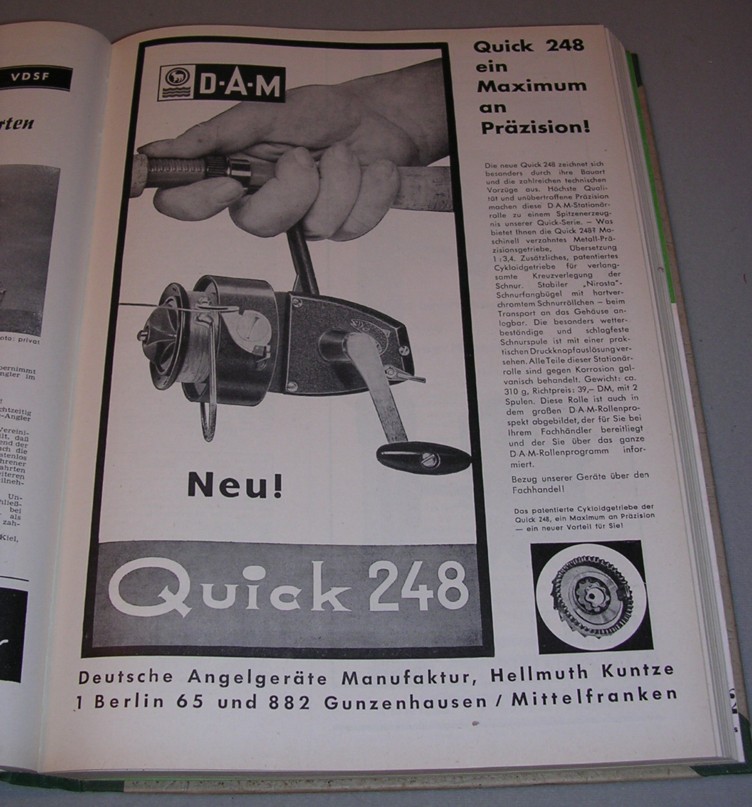 VDSF
rten
Foto: privat
D·A·M
Neu!
Quick 248
Quick 248
ein
Maximum
an
Präzision!
Die neue Quick 248 zeichnet sich
besonders durch ihre Bauart
und die zahlreichen technischen
Vorzüge aus. Höchste Quali-
tät und unübertroffene Präzision
machen diese D·A·M-Stationär-
rolle zu einem Spitzenerzeug-
nis unserer Quick-Serie. — Was
bietet Ihnen die Quick 248? Ma-
schinell verzahntes Metall-Prä-
zisionsgetriebe, Übersetzung
1:3,4. Zusätzliches, patentiertes
Cykloidgetriebe für verlang-
samte Kreuzverlegung der
Schnur. Stabiler „Nirosta"-
Schnurfangbügel mit hartver-
chromtem Schnurröllchen — beim
Transport an das Gehäuse an-
legbar. Die besonders wetter-
beständige und schlagfeste
Schnurspule ist mit einer prak-
tischen Druckknopfauslösung ver-
sehen. Alle Teile dieser Stationär-
rolle sind gegen Korrosion gal-
vanisch behandelt. Gewicht: ca.
310 g, Richtpreis: 39,— DM, mit 2
Spulen. Diese Rolle ist auch in
dem großen D·A·M-Rollenpro-
spekt abgebildet, der für Sie bei
Ihrem Fachhändler bereitliegt
und der Sie über das ganze
D·A·M-Rollenprogramm infor-
miert.
Bezug unserer Geräte über den
Fachhandel!
Das patentierte Cykloidgetriebe der
Quick 248, ein Maximum an Präzision
— ein neuer Vorteil für Sie!
Deutsche Angelgeräte Manufaktur, Hellmuth Kuntze
1 Berlin 65 und 882 Gunzenhausen / Mittelfranken